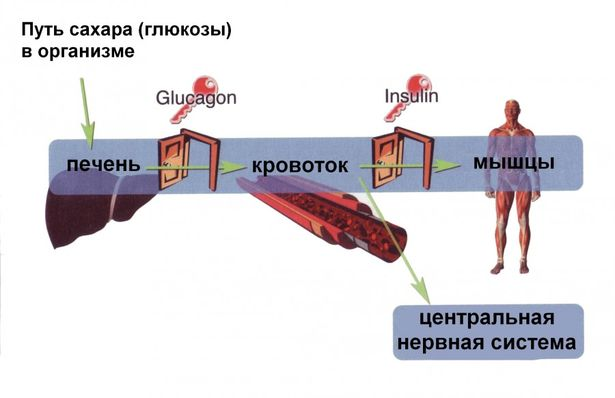 Путь сахара (глюкозы)
в организме
Glucagon
Insulin
печень
кровоток
мышцы
центральная
нервная система